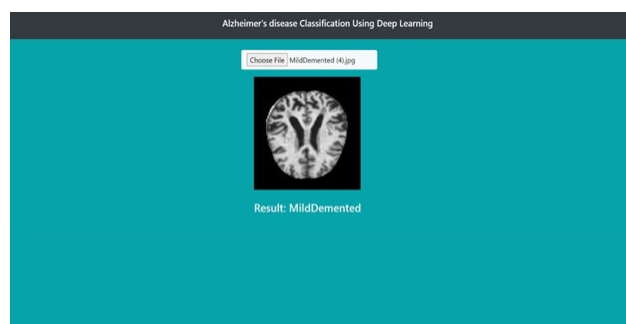 Alzheimer's disease Classification Using Deep Learning
Choose File MildDemented (4).jpg
Result: MildDemented